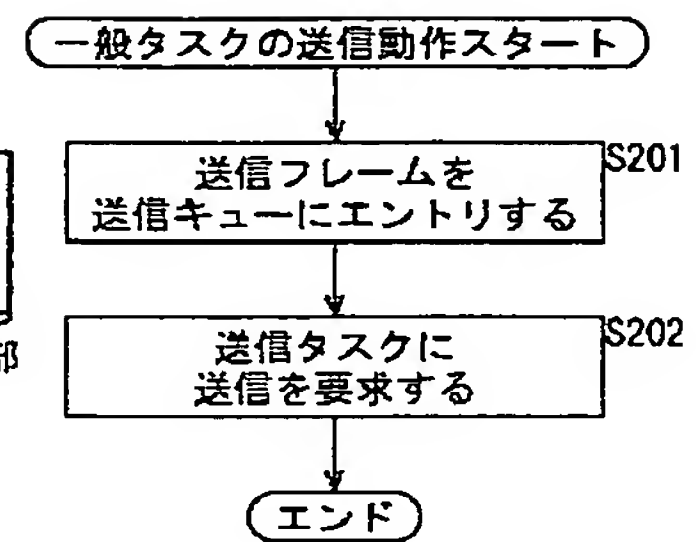 一般タスクの送信動作スタート
送信フレームを
送信キューにエントリする
S201
送信タスクに
送信を要求する
S202
部
エンド